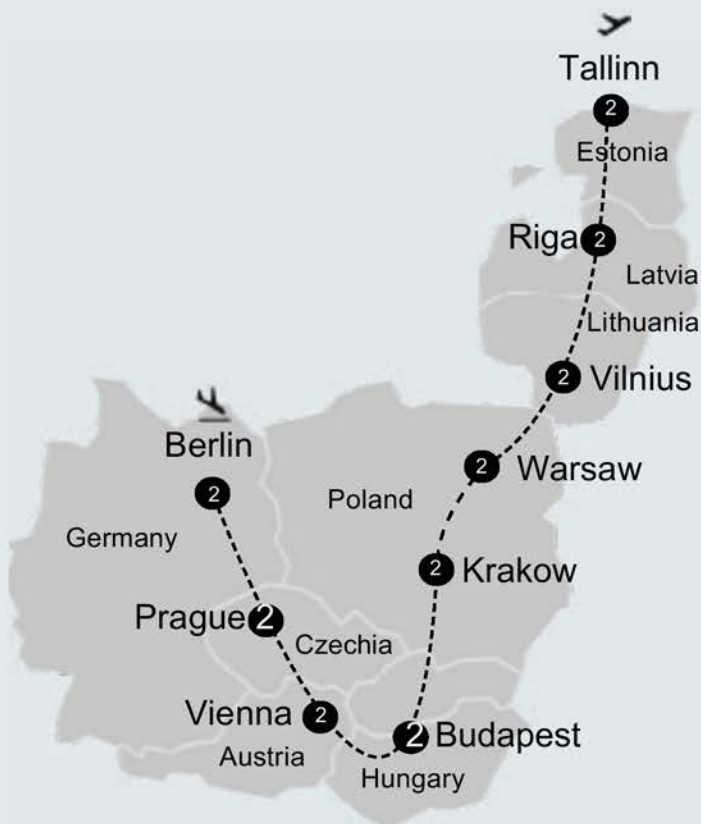 Tallinn
2
Estonia
Riga 2
Latvia
Lithuania
2 Vilnius
Berlin
2 Warsaw
2
Poland
Germany
2 Krakow
Prague 2
Czechia
Vienna 2
2 Budapest
Austria
Hungary